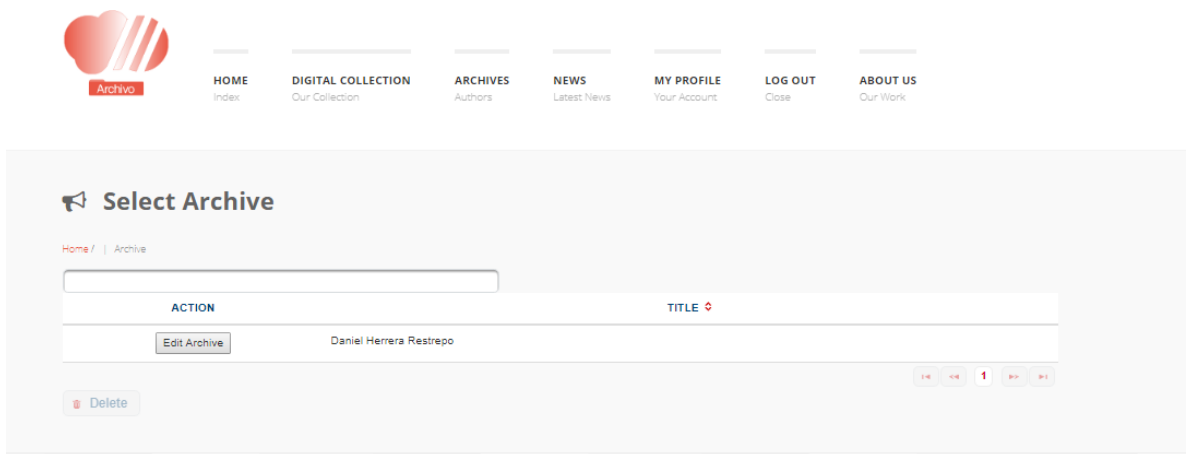 Archivo
HOME DIGITAL COLLECTION ARCHIVES NEWS MY PROFILE LOG OUT ABOUT US
Index Our Collection Authors Latest News Your Account Close Our Work
Select Archive
Home / | Archive
ACTION TITLE
Edit Archive Daniel Herrera Restrepo
1
Delete